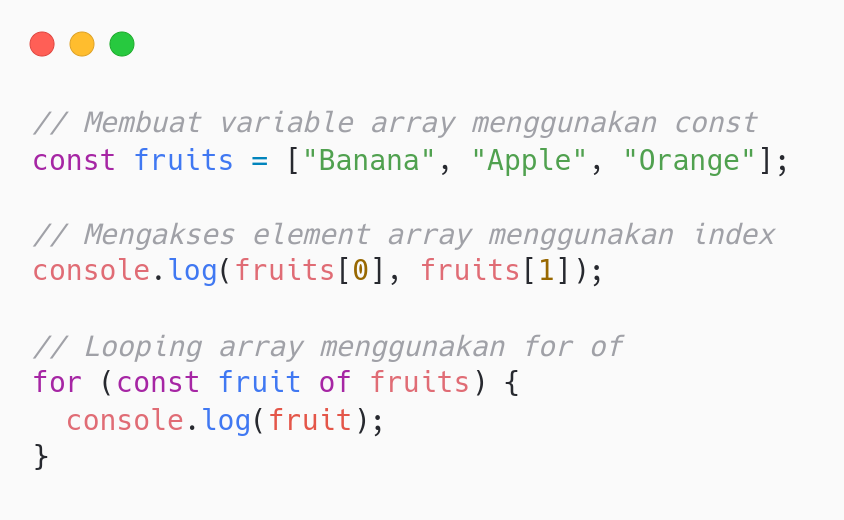 // Membuat variable array menggunakan const
const fruits = ["Banana", "Apple", "Orange"];
// Mengakses element array menggunakan index
console.log(fruits[0], fruits[1]);
// Looping array menggunakan for of
for (const fruit of fruits) {
  console.log(fruit);
}